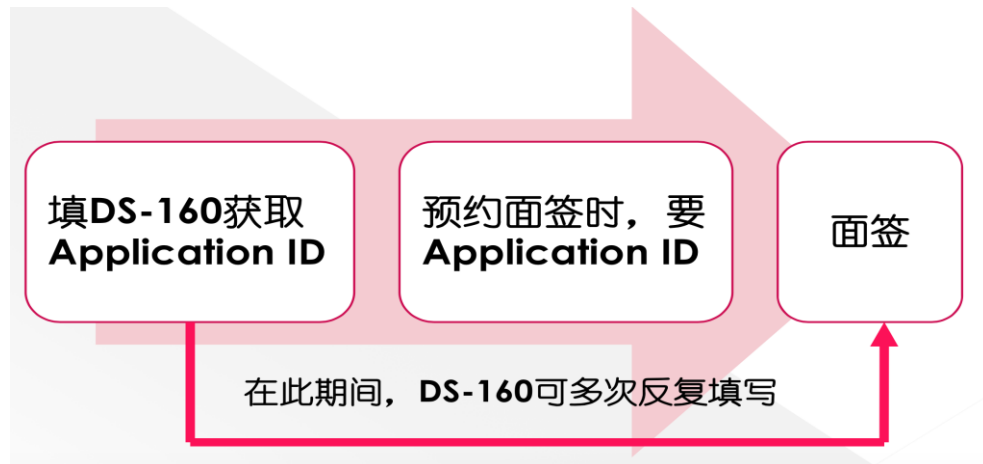 填DS-160获取
Application ID
预约面签时，要
Application ID
面签
在此期间，DS-160可多次反复填写